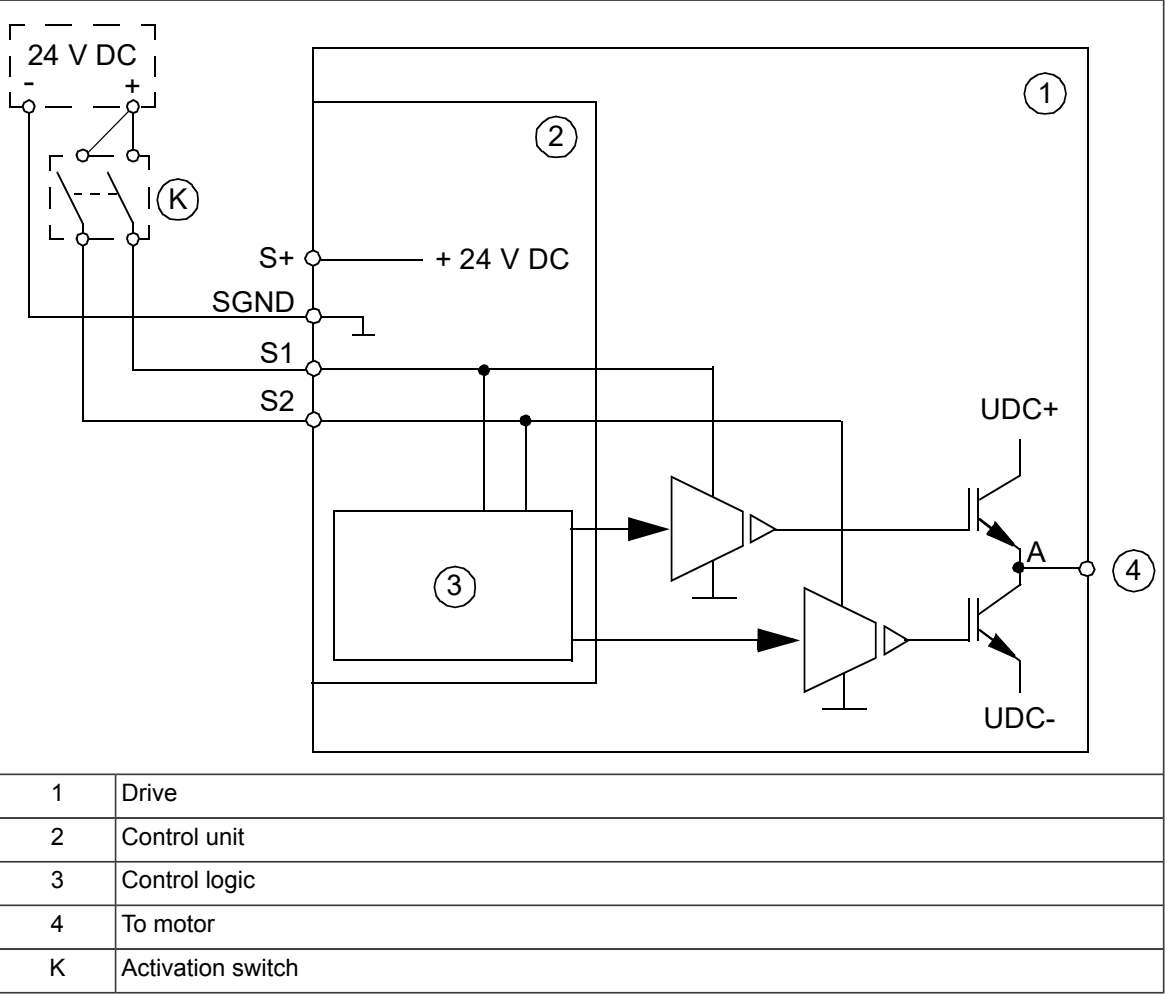 24 V DC
- +
1
2
K
S+ + 24 V DC
SGND
S1
S2
UDC+
3
A
4
UDC-
1 Drive
2 Control unit
3 Control logic
4 To motor
K Activation switch